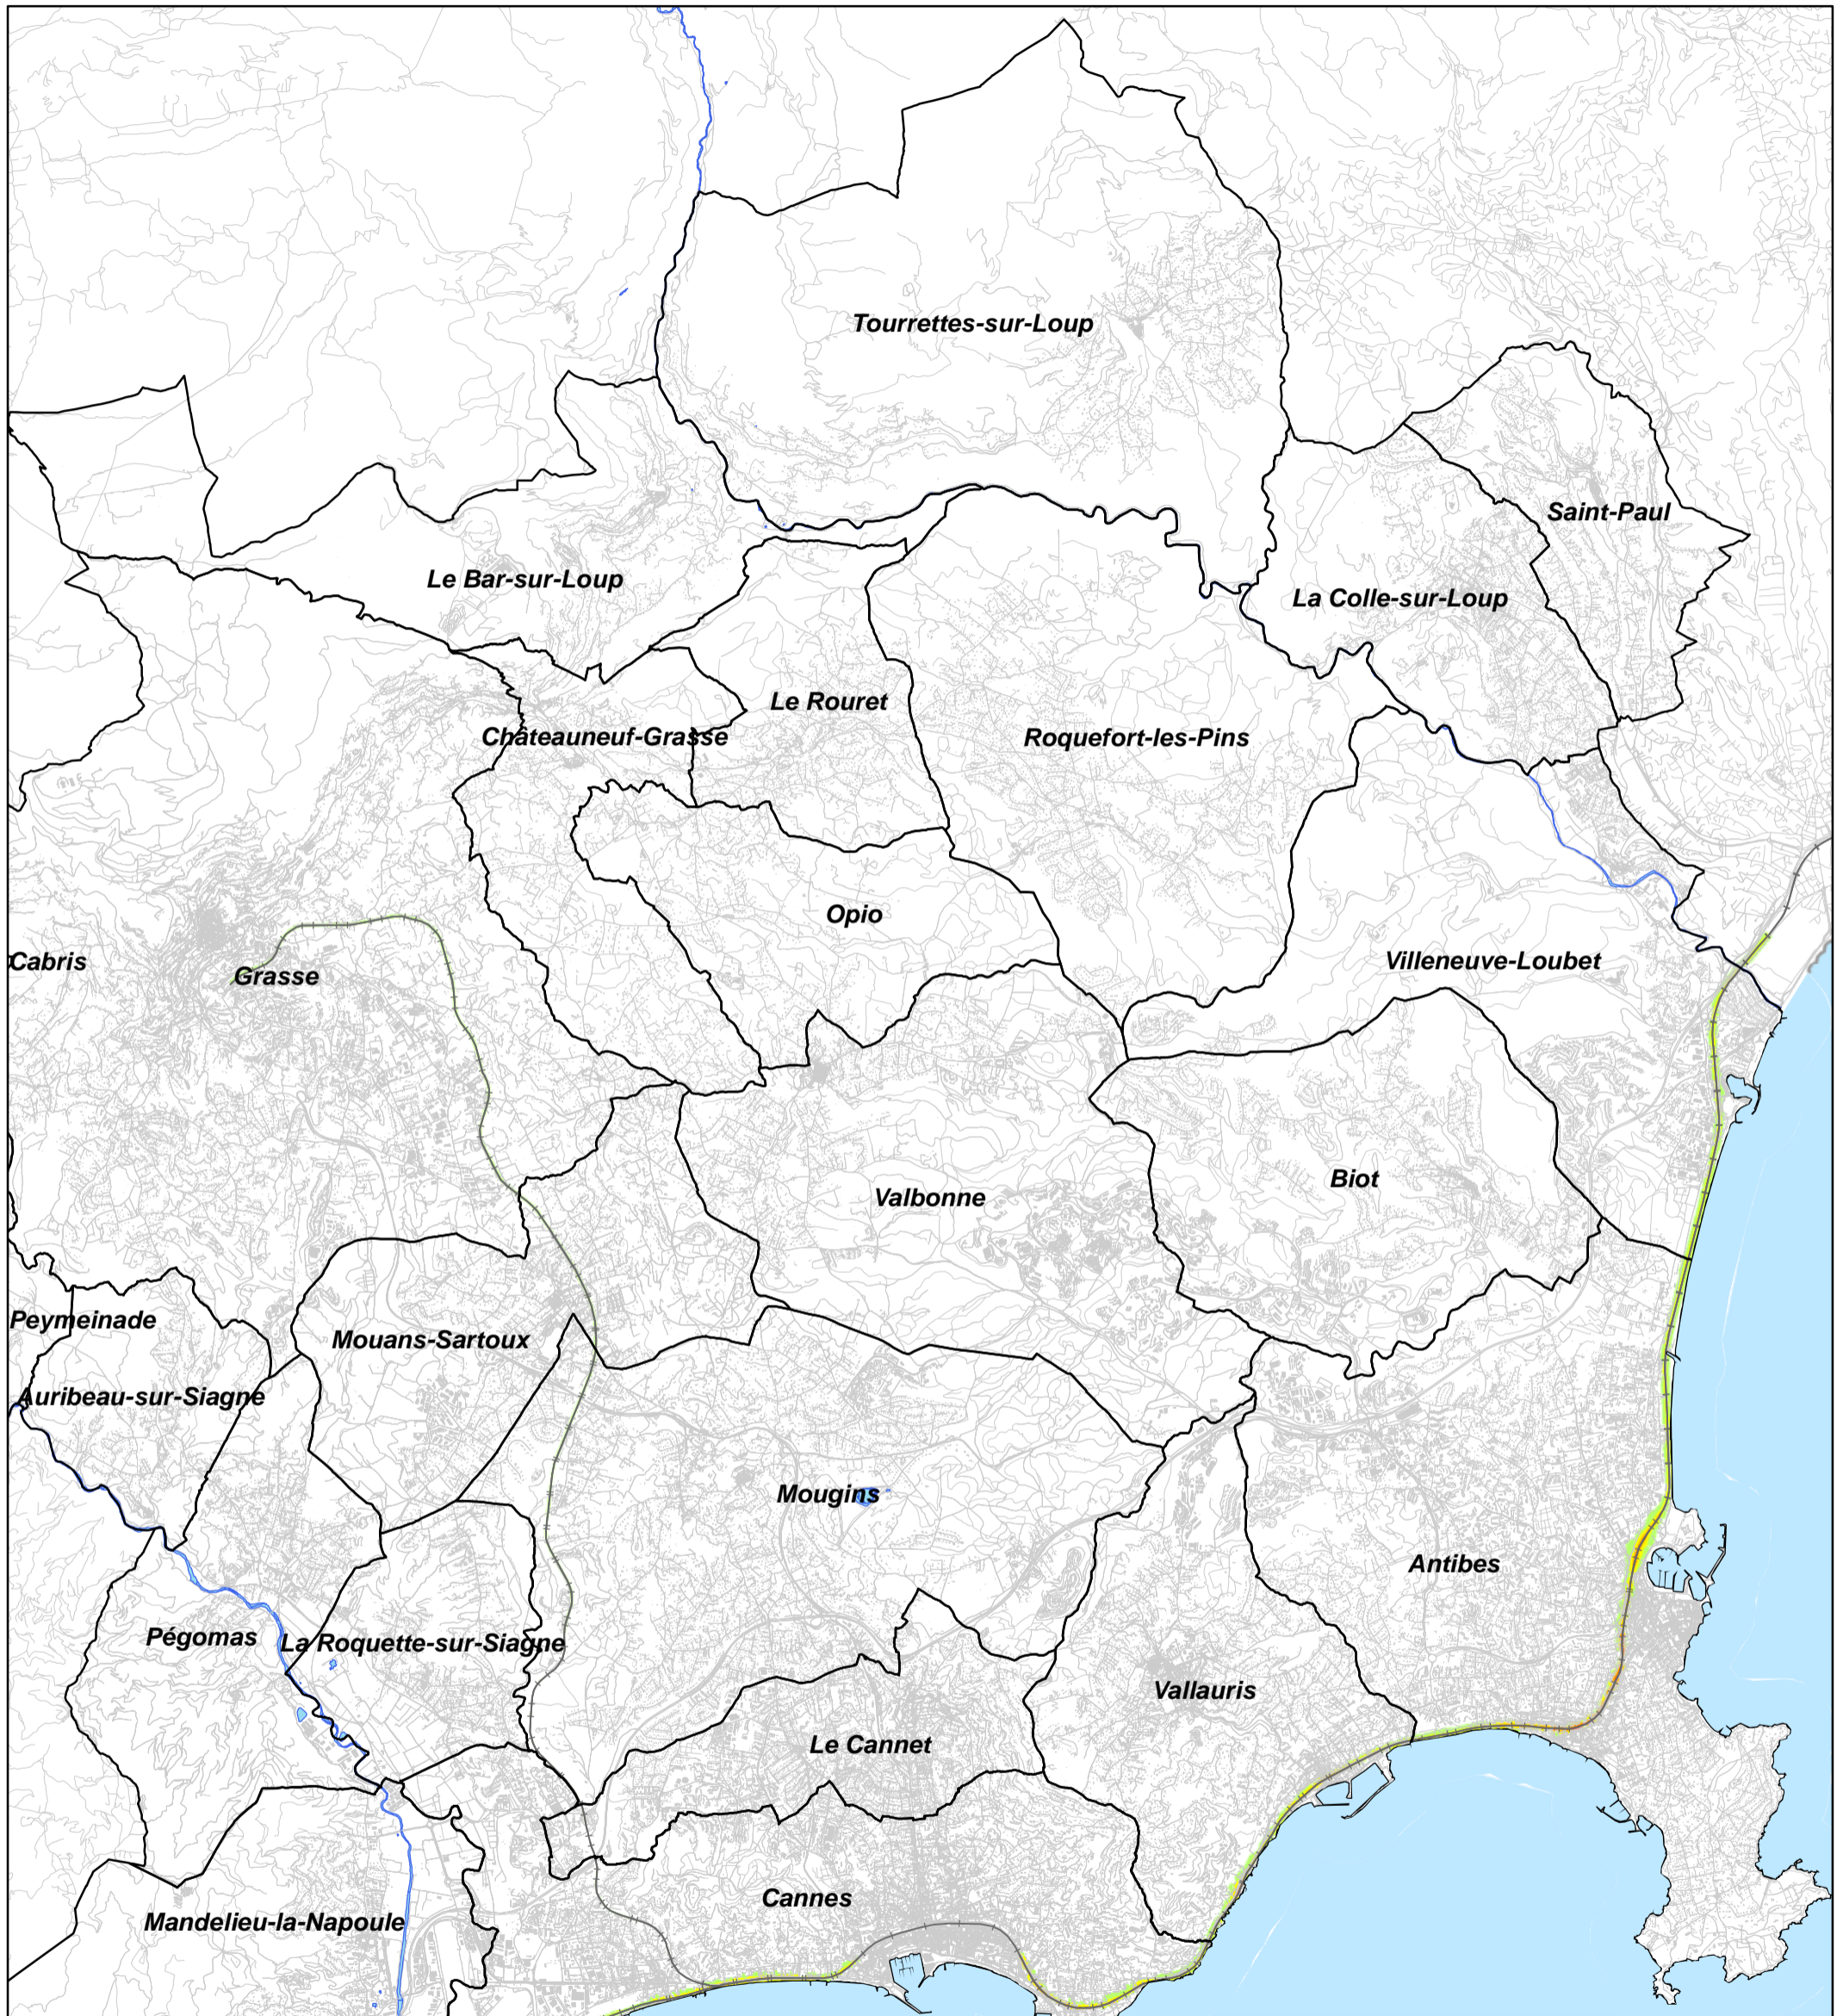 Tourrettes-sur-Loup
Saint-Paul
Le Bar-sur-Loup
La Colle-sur-Loup
Le Rouret
Châteauneuf-Grasse
Roquefort-les-Pins
Opio
Cabris
Grasse
Villeneuve-Loubet
Biot
Valbonne
Peymeinade
Mouans-Sartoux
Auribeau-sur-Siagne
Mougins
Antibes
Pégomas
La Roquette-sur-Siagne
Vallauris
Le Cannet
Cannes
Mandelieu-la-Napoule